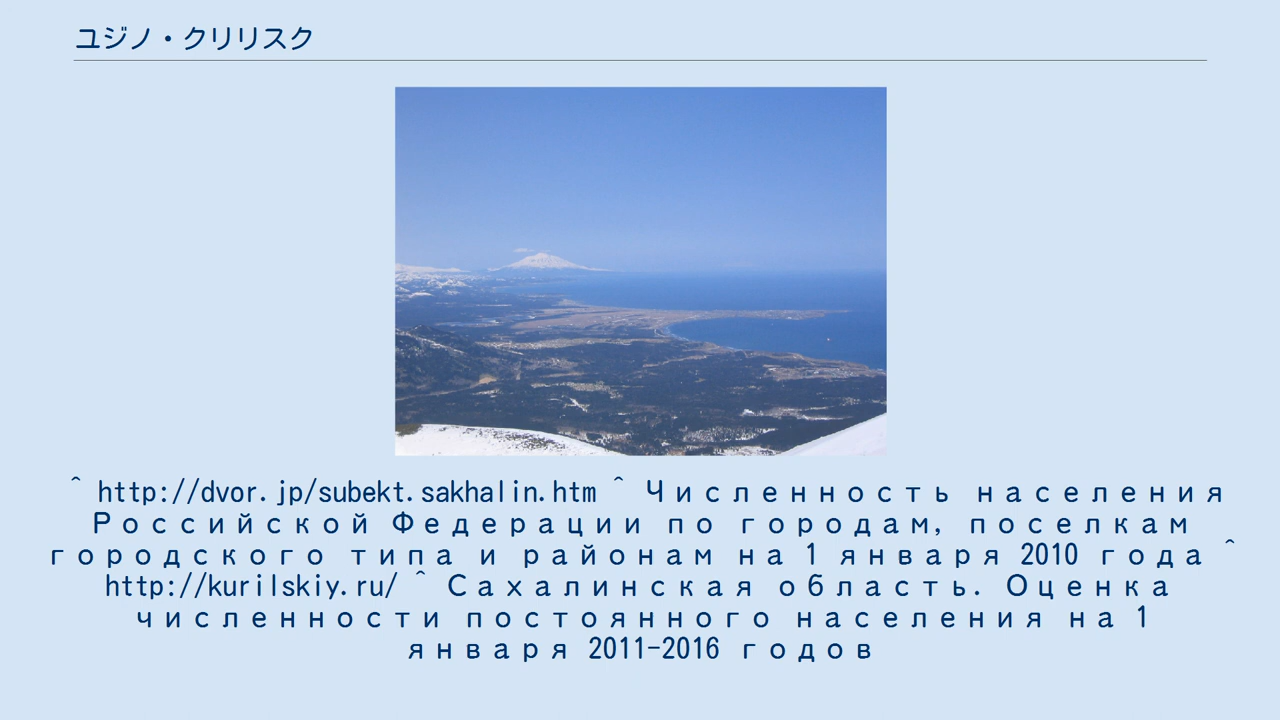 ユジノ・クリリスク
^ http://dvor.jp/subekt.sakhalin.htm ^ Численность населения
Российской Федерации по городам, поселкам
городского типа и районам на 1 января 2010 года ^
http://kurilskiy.ru/ ^ Сахалинская область. Оценка
численности постоянного населения на 1
января 2011-2016 годов